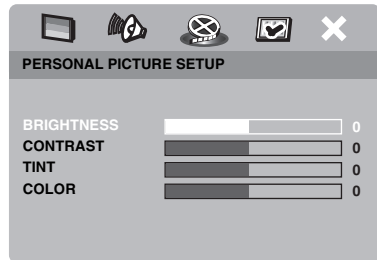 PERSONAL PICTURE SETUP
BRIGHTNESS 0
CONTRAST 0
TINT 0
COLOR 0